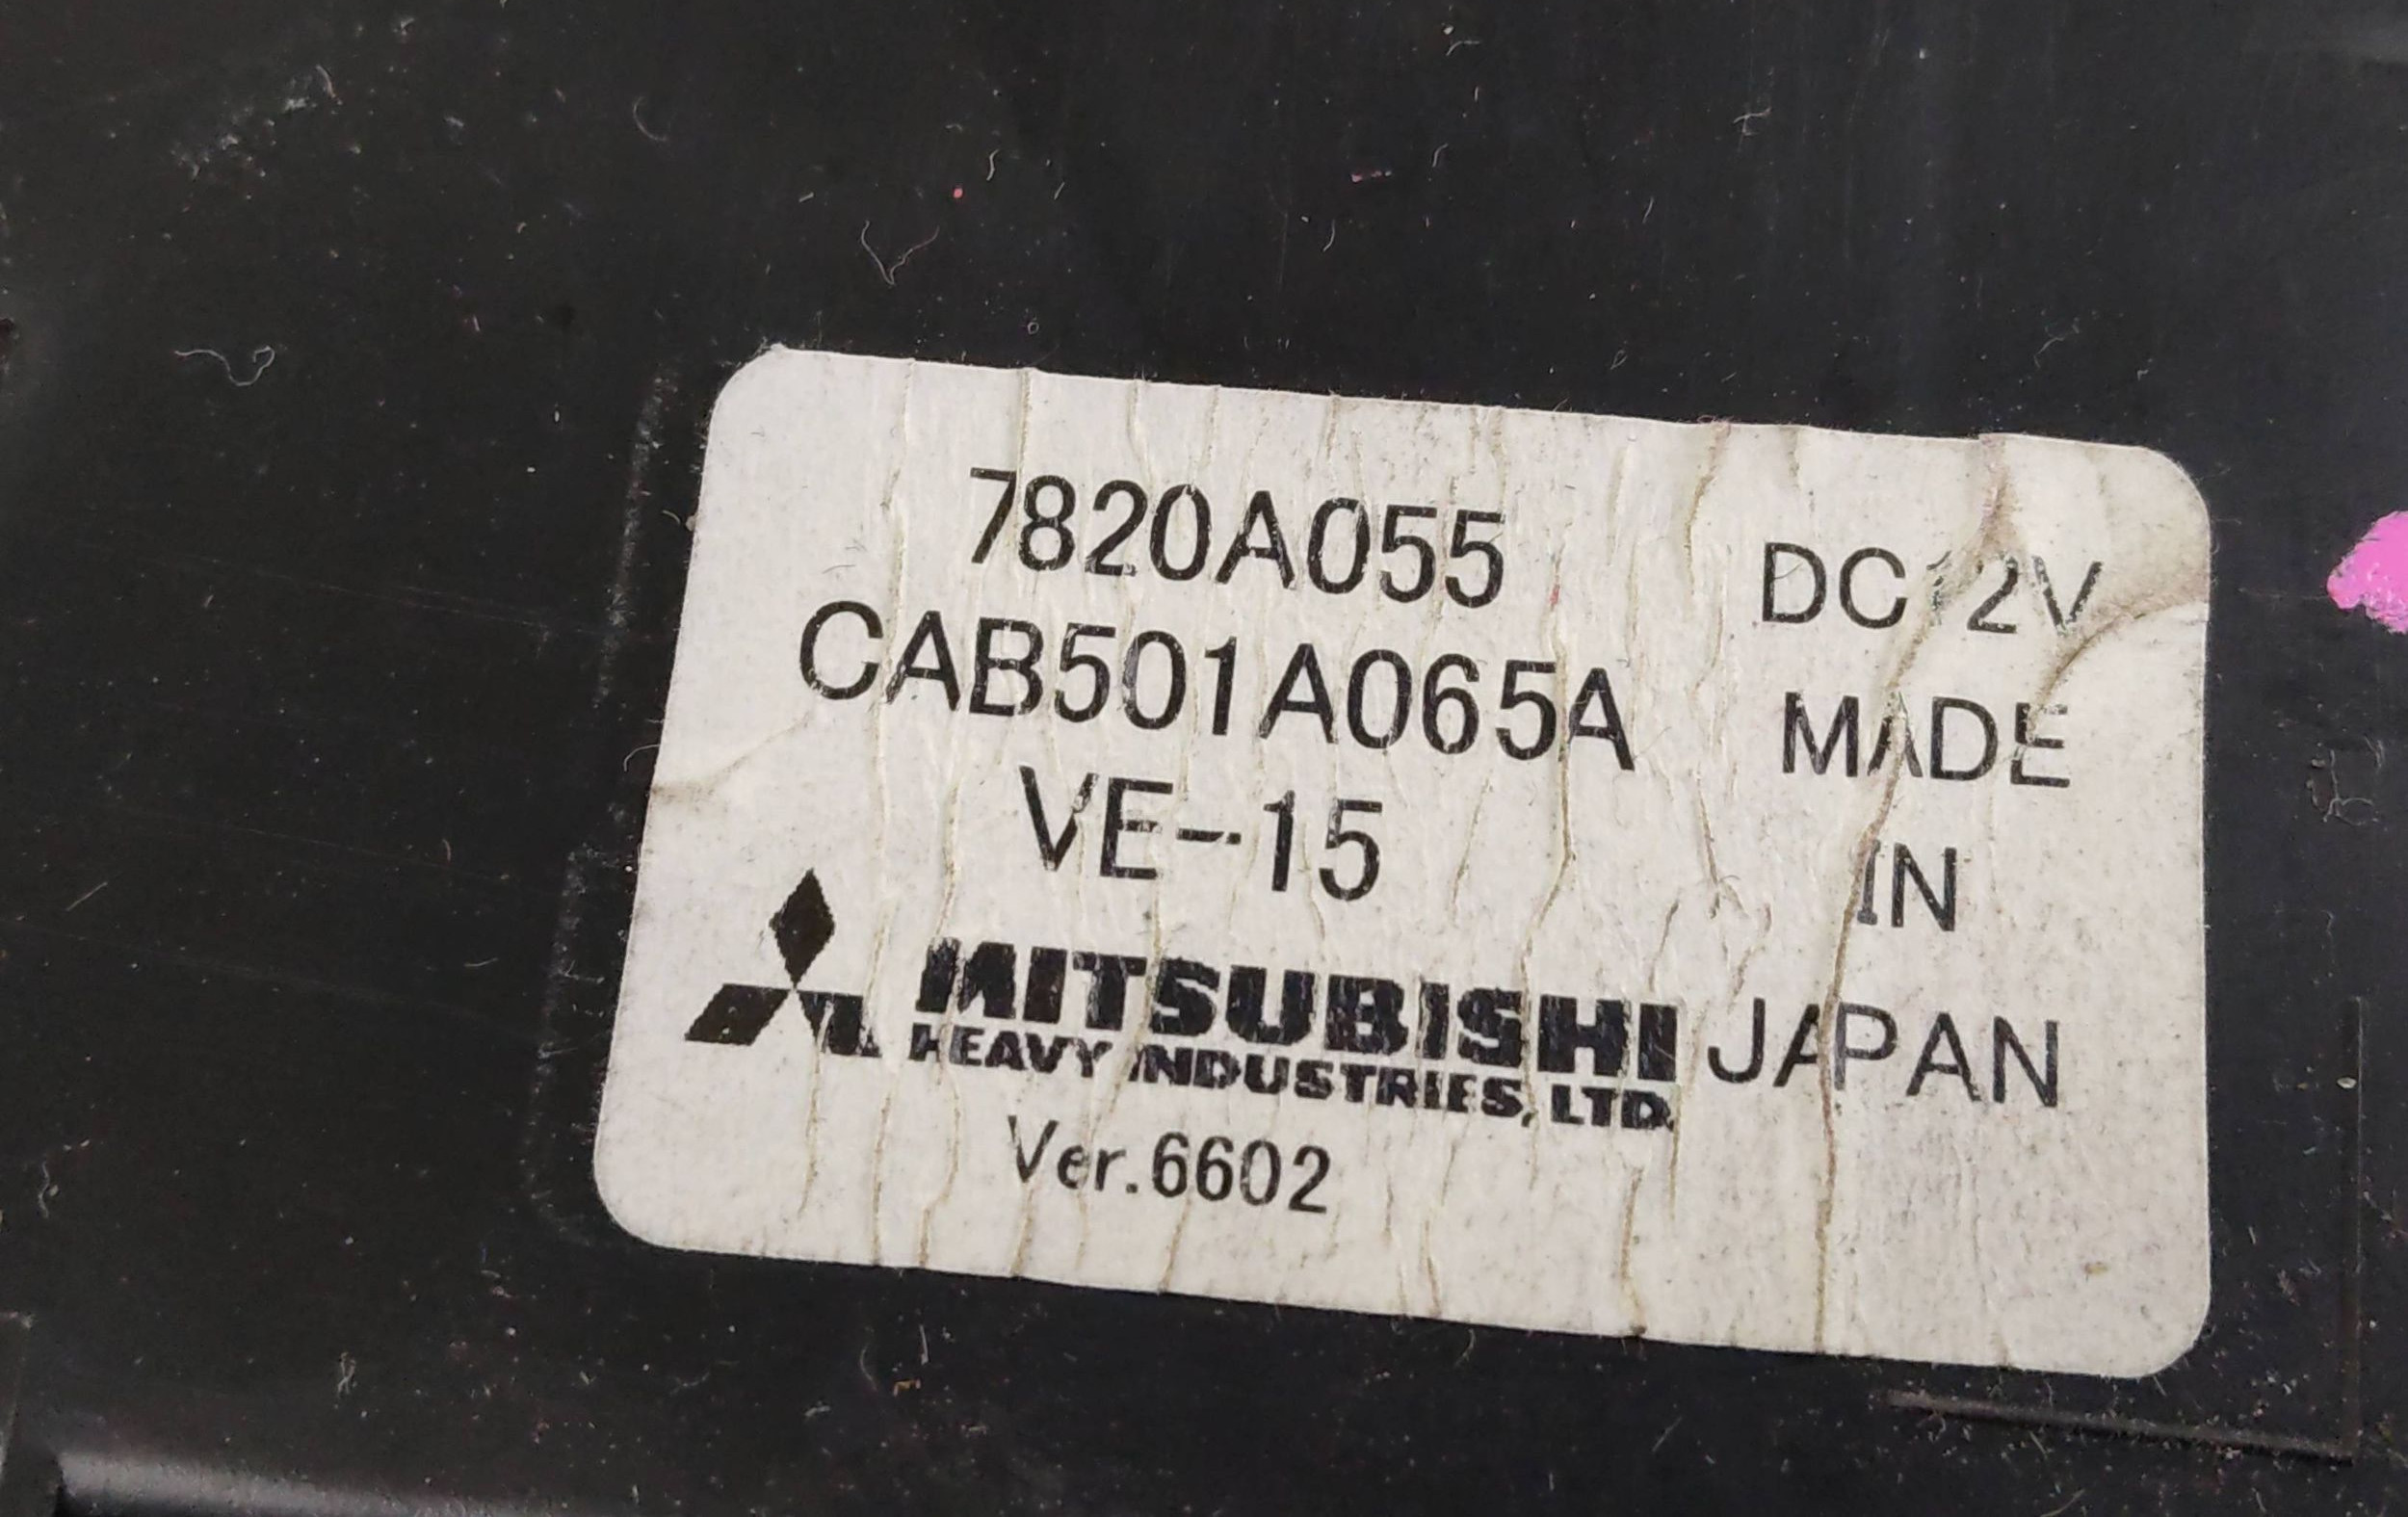 7820A055
CAB501A065A
VE-15
MITSUBISHI
HEAVY INDUSTRIES, LTD.
Ver.6602
DC12V
MADE
IN
JAPAN